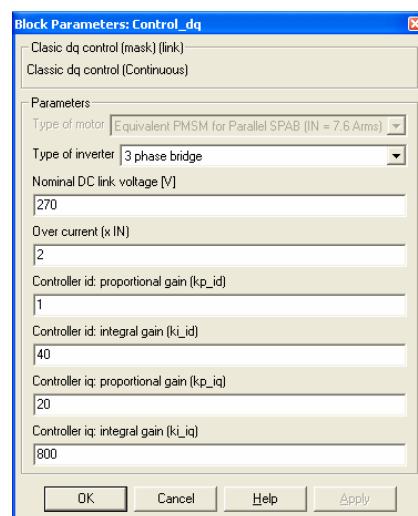 Block Parameters: Control_dq
Clasic dq control (mask) (link)
Classic dq control (Continuous)
Parameters
Type of motor Equivalent PMSM for Parallel SPAB (IN = 7.6 Arms)
Type of inverter 3 phase bridge
Nominal DC link voltage [V]
270
Over current (x IN)
2
Controller id: proportional gain (kp_id)
1
Controller id: integral gain (ki_id)
40
Controller iq: proportional gain (kp_iq)
20
Controller iq: integral gain (ki_iq)
800
OK Cancel Help Apply